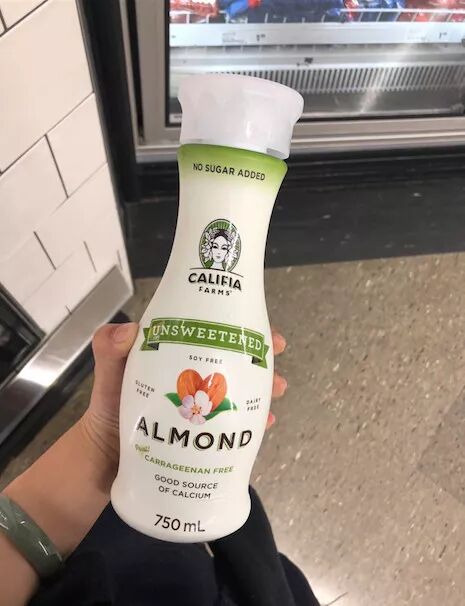 NO SUGAR ADDED
CALIFIA
FARMS
UNSWEETENED
SOY FREE
GLUTEN
FREE
DAIRY
FREE
ALMOND
CARRAGEENAN FREE
GOOD SOURCE
OF CALCIUM
750 mL